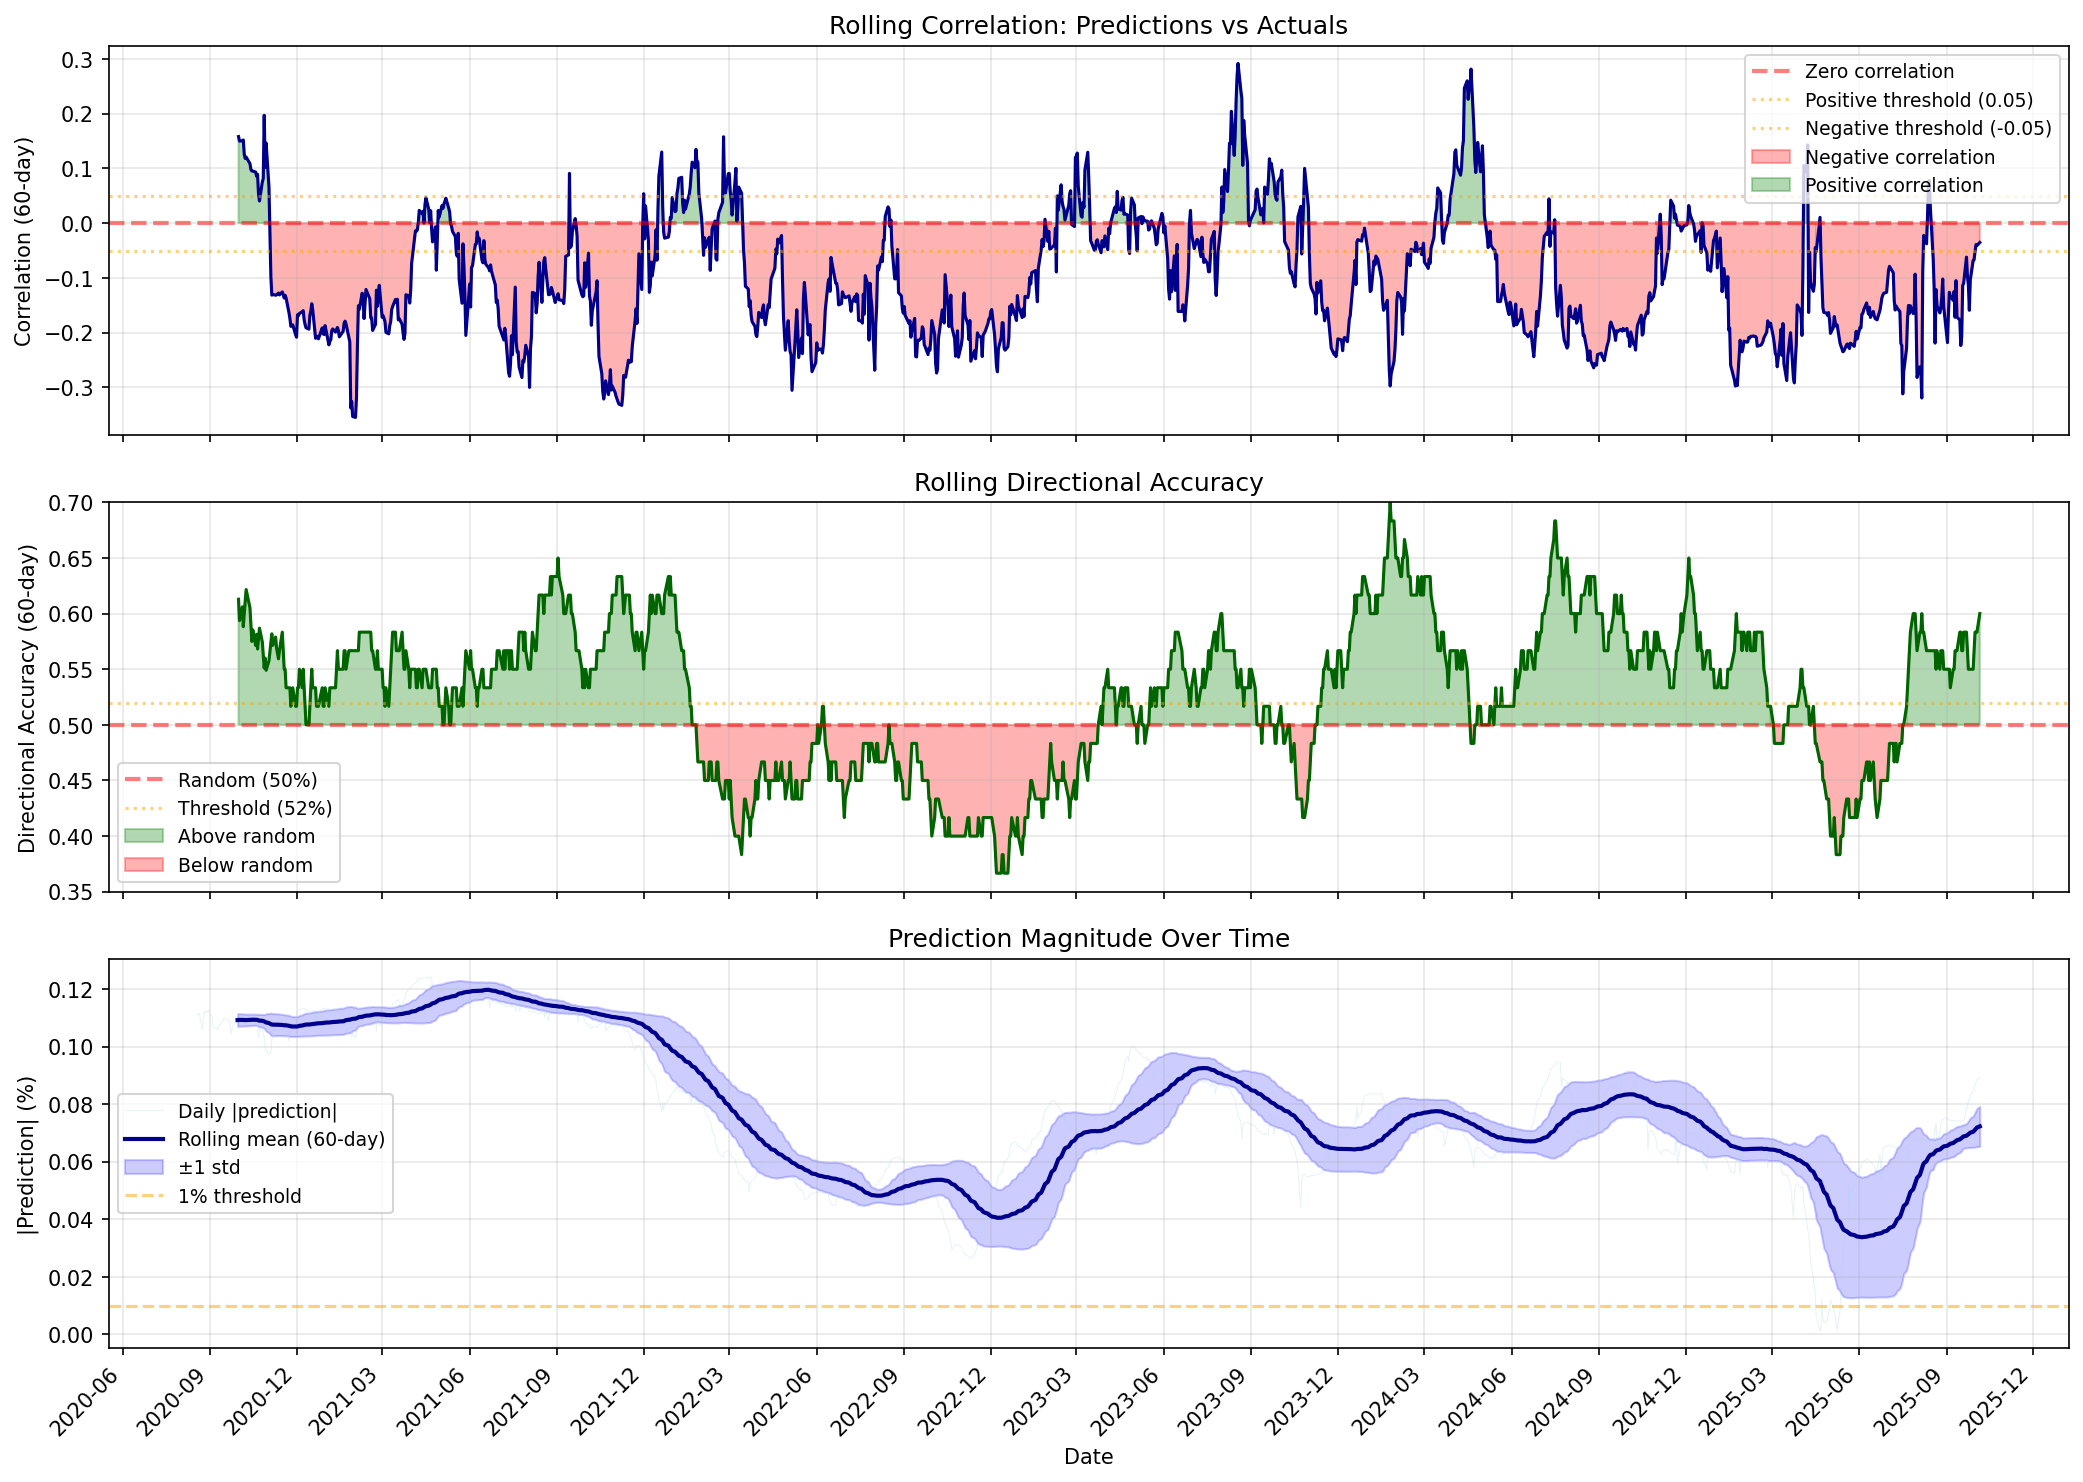 Rolling Correlation: Predictions vs Actuals
Correlation (60-day)
0.3
0.2
0.1
0.0
−0.1
−0.2
−0.3
Zero correlation
Positive threshold (0.05)
Negative threshold (-0.05)
Negative correlation
Positive correlation
Rolling Directional Accuracy
Directional Accuracy (60-day)
0.70
0.65
0.60
0.55
0.50
0.45
0.40
0.35
Random (50%)
Threshold (52%)
Above random
Below random
Prediction Magnitude Over Time
|Prediction| (%)
0.12
0.10
0.08
0.06
0.04
0.02
0.00
Daily |prediction|
Rolling mean (60-day)
±1 std
1% threshold
2020-06
2020-09
2020-12
2021-03
2021-06
2021-09
2021-12
2022-03
2022-06
2022-09
2022-12
2023-03
2023-06
2023-09
2023-12
2024-03
2024-06
2024-09
2024-12
2025-03
2025-06
2025-09
2025-12
Date